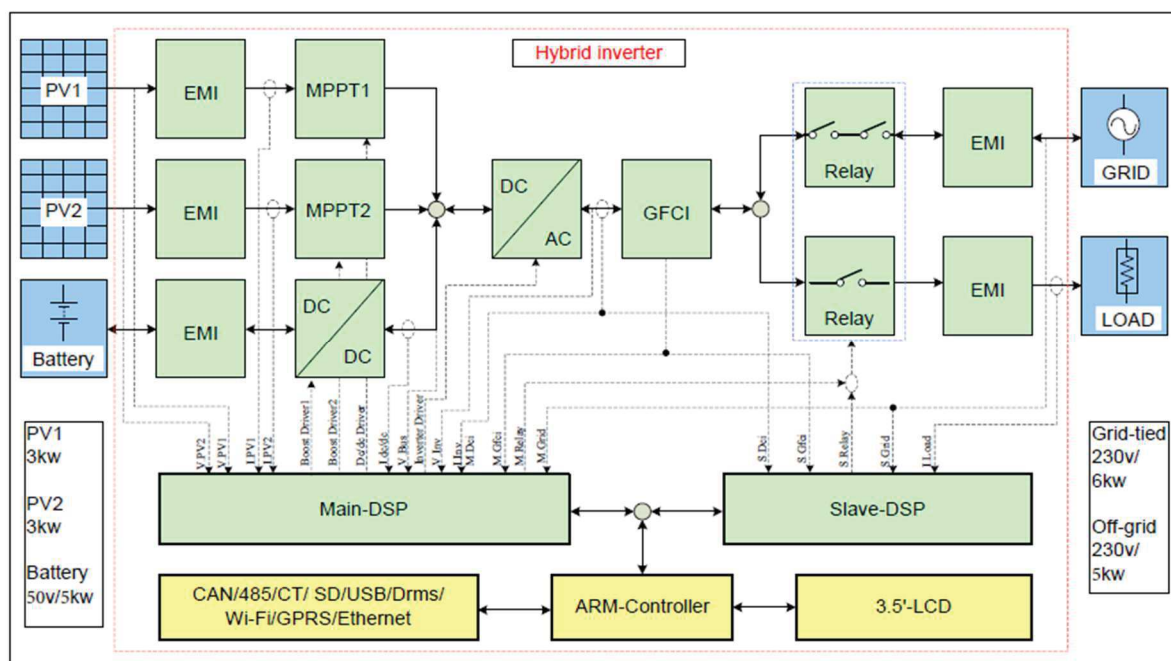 Hybrid inverter
PV1
EMI
MPPT1
Relay
EMI
GRID
PV2
EMI
MPPT2
DC
AC
GFCI
Battery
EMI
DC
DC
Relay
EMI
LOAD
V.PV2
V.PV1
I.PV1
I.PV2
Boost Driver1
Boost Driver2
Dc/dc Driver
I.dc/dc
V.Bus
Inverter Driver
V.Inv
I.Inv
M.Dci
M.Gfci
M.Relay
M.Grid
S.Dci
S.Gfci
S.Relay
S.Grid
I.Load
PV1
3kw
PV2
3kw
Battery
50v/5kw
Main-DSP
Slave-DSP
Grid-tied
230v/
6kw
Off-grid
230v/
5kw
CAN/485/CT/ SD/USB/Drms/
Wi-Fi/GPRS/Ethernet
ARM-Controller
3.5'-LCD